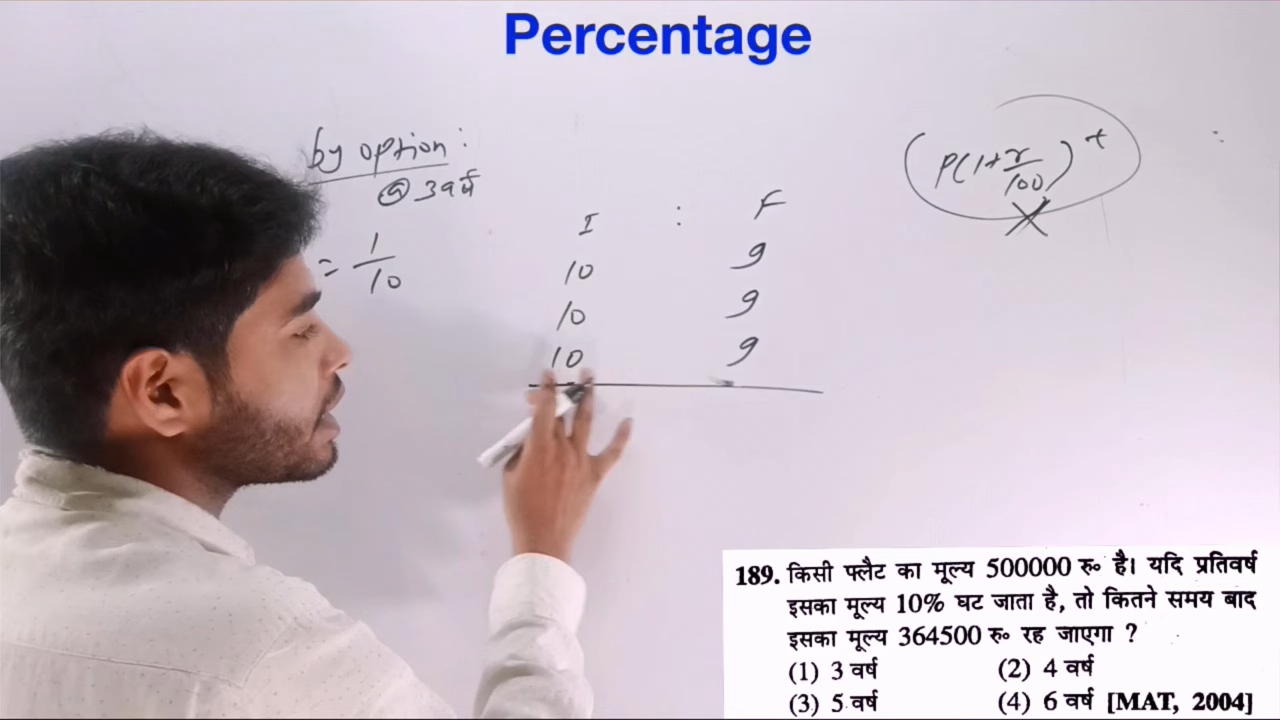 Percentage
by option :
@ 3 वर्ष
= 1/10
I : F
10 9
10 9
10 9
(P(1+r/100)^t
189. किसी फ्लैट का मूल्य 500000 रु० है। यदि प्रतिवर्ष
इसका मूल्य 10% घट जाता है, तो कितने समय बाद
इसका मूल्य 364500 रु० रह जाएगा ?
(1) 3 वर्ष (2) 4 वर्ष
(3) 5 वर्ष (4) 6 वर्ष [MAT, 2004]